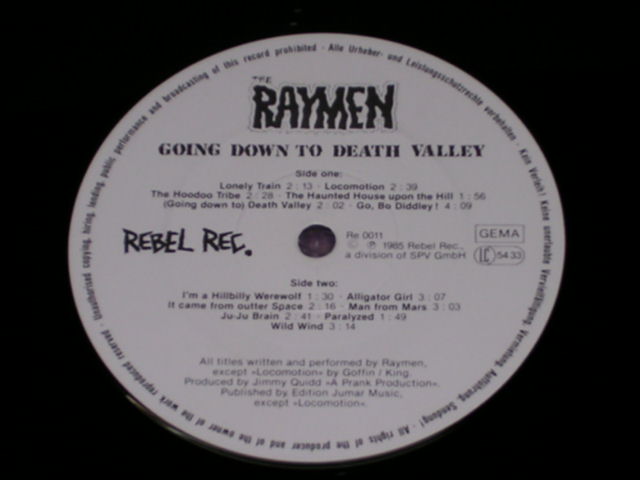 THE
RAYMEN
GOING DOWN TO DEATH VALLEY
Side one:
Lonely Train 2:13 · Locomotion 2:39
The Hoodoo Tribe 2:28 · The Haunted House upon the Hill 1:56
(Going down to) Death Valley 2:02 · Go, Bo Diddley! 4:09
REBEL REC.
Re 0011
© ℗ 1985 Rebel Rec.,
a division of SPV GmbH
GEMA
LC 5433
Side two:
I'm a Hillbilly Werewolf 1:30 · Alligator Girl 3:07
It came from outter Space 2:16 · Man from Mars 3:03
Ju-Ju Brain 2:41 · Paralyzed 1:49
Wild Wind 3:14
All titles written and performed by Raymen,
except »Locomotion« by Goffin / King.
Produced by Jimmy Quidd »A Prank Production«.
Published by Edition Jumar Music,
except »Locomotion«.
· All rights of the producer and of the owner of the work reproduced reserved · Unauthorised copying, hiring, lending, public performance and broadcasting of this record prohibited · Alle Urheber- und Leistungsschutzrechte vorbehalten · Kein Verleih! Keine unerlaubte Vervielfältigung, Vermietung, Aufführung, Sendung!